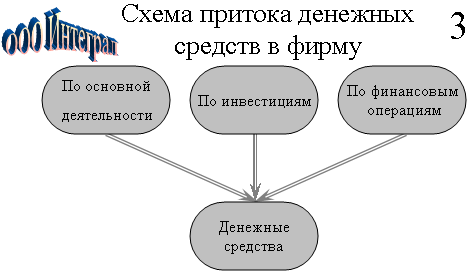 ООО Интеграл
Схема притока денежных
средств в фирму
3
По основной
деятельности
По инвестициям
По финансовым
операциям
Денежные
средства